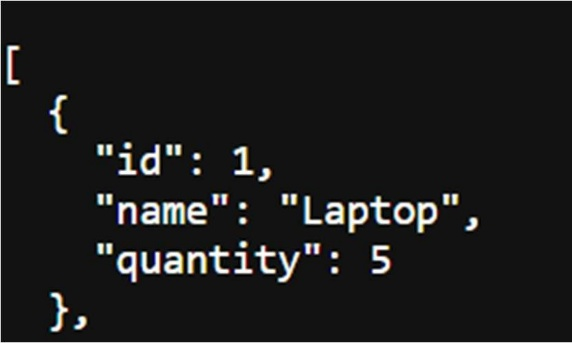 [
  {
    "id": 1,
    "name": "Laptop",
    "quantity": 5
  },